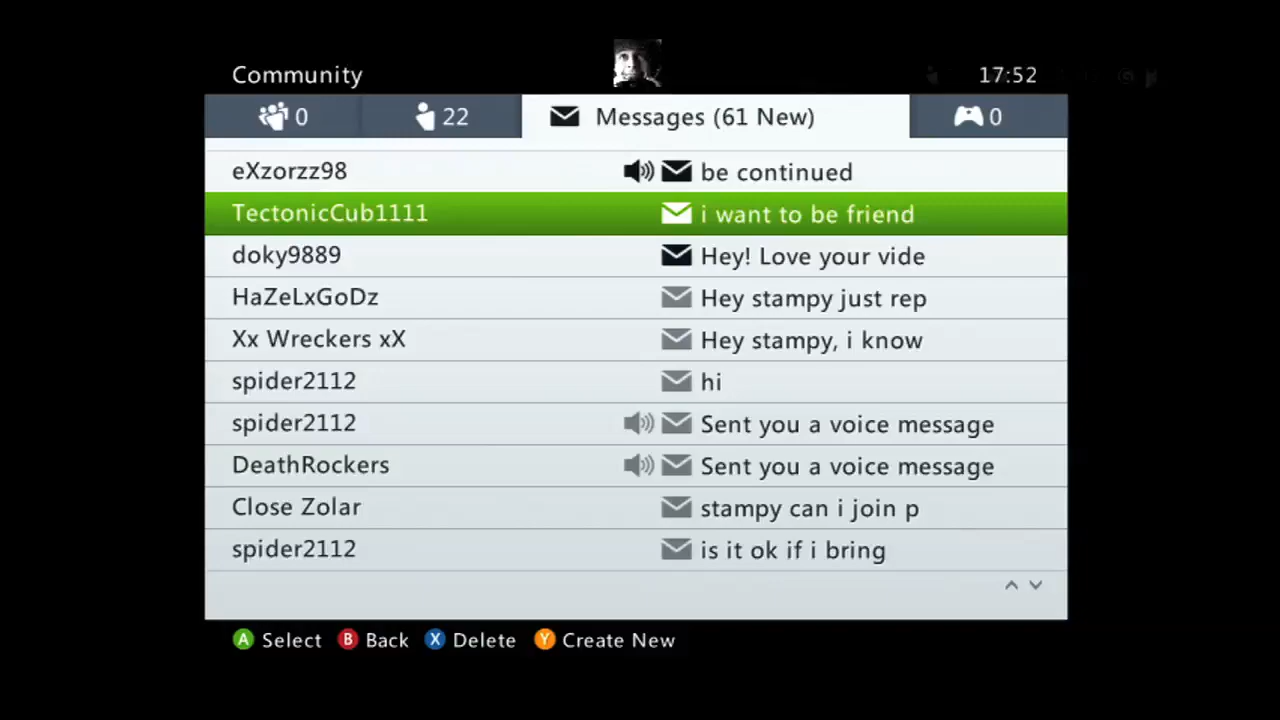 Community 17:52
0 22 Messages (61 New) 0
eXzorzz98 be continued
TectonicCub1111 i want to be friend
doky9889 Hey! Love your vide
HaZeLxGoDz Hey stampy just rep
Xx Wreckers xX Hey stampy, i know
spider2112 hi
spider2112 Sent you a voice message
DeathRockers Sent you a voice message
Close Zolar stampy can i join p
spider2112 is it ok if i bring
A Select B Back X Delete Y Create New